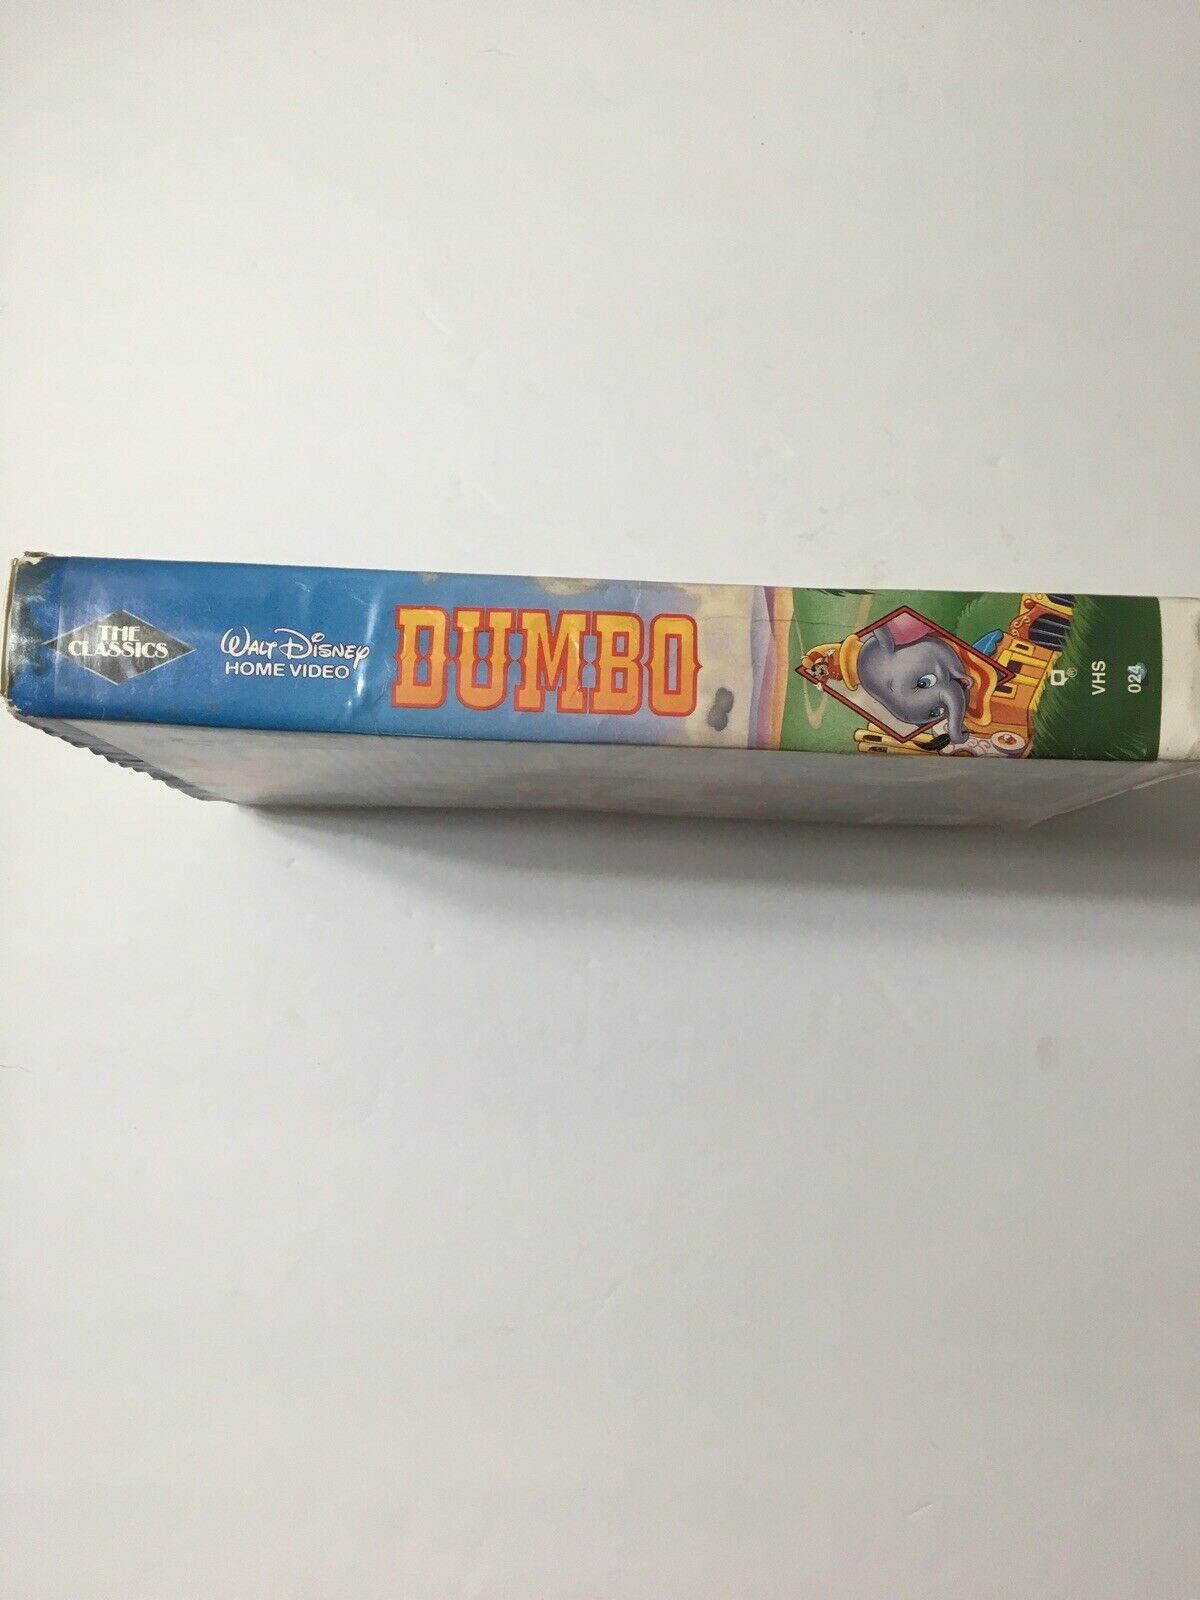 THE
CLASSICS
WALT DISNEY
HOME VIDEO
DUMBO
®
VHS
024